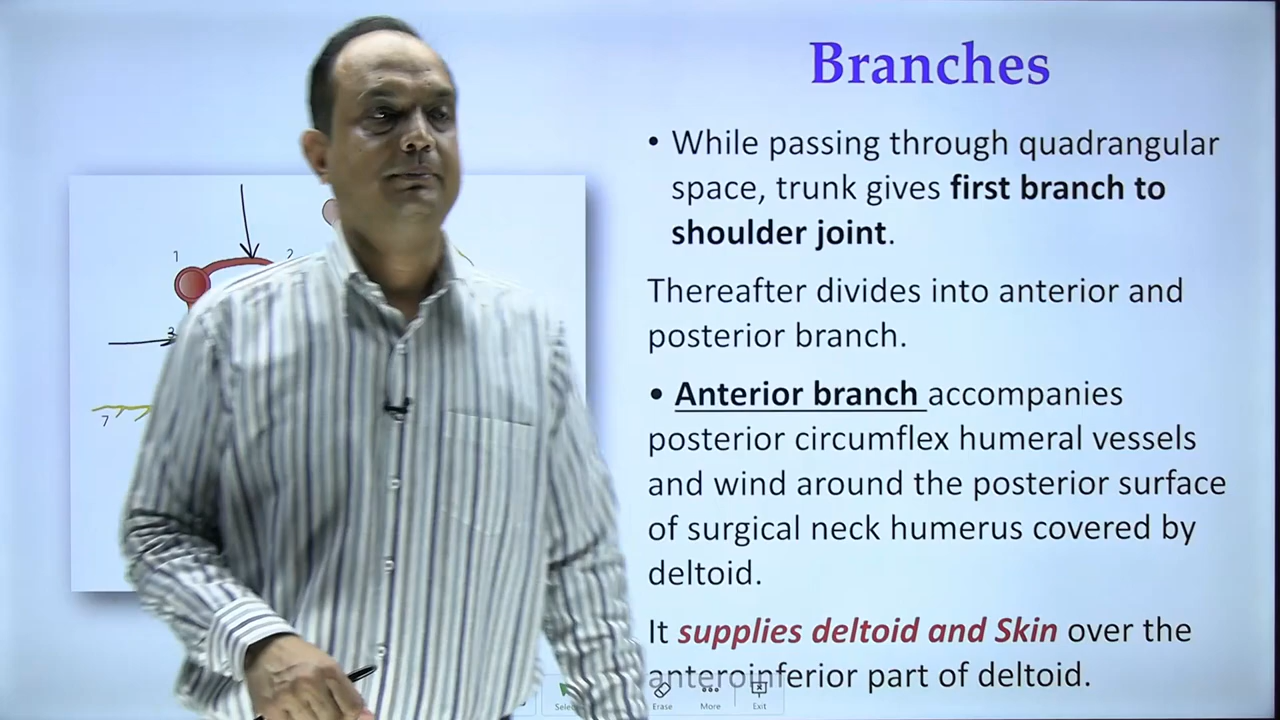 Branches
• While passing through quadrangular
space, trunk gives first branch to
shoulder joint.
Thereafter divides into anterior and
posterior branch.
• Anterior branch accompanies
posterior circumflex humeral vessels
and wind around the posterior surface
of surgical neck humerus covered by
deltoid.
It supplies deltoid and Skin over the
anteroinferior part of deltoid.
1
2
3
7
Erase
More
Exit